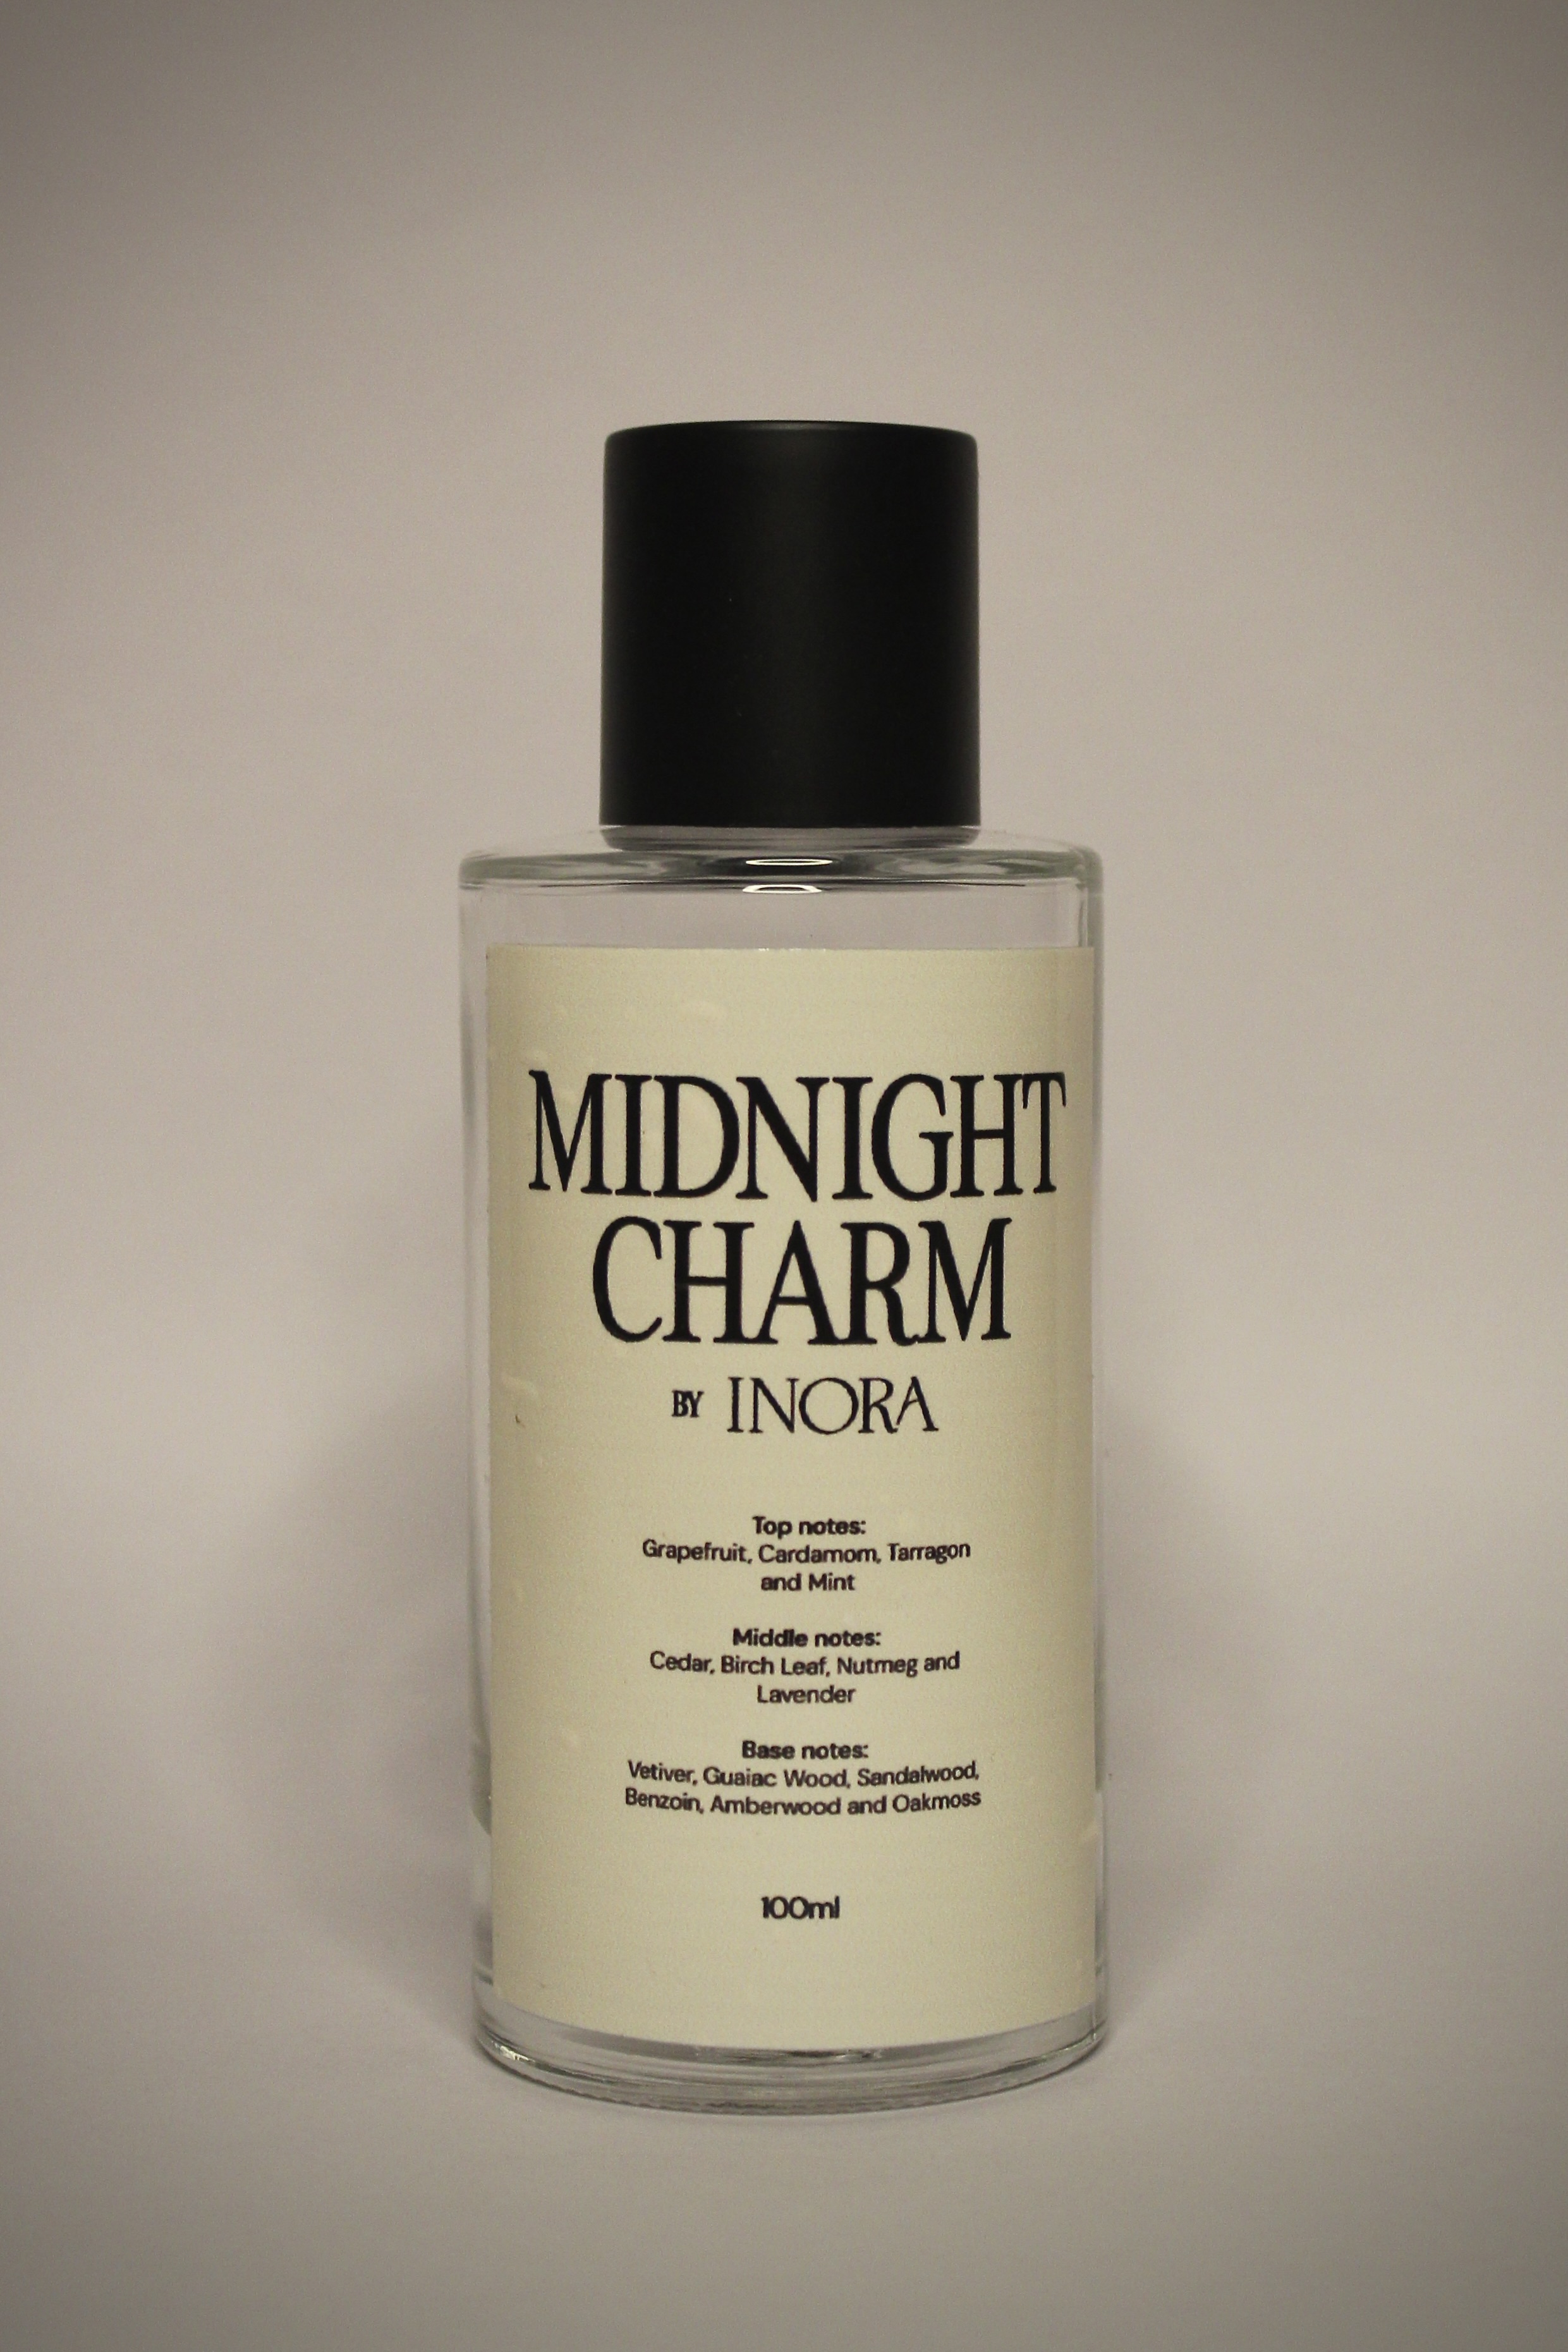 MIDNIGHT
CHARM
BY INORA
Top notes:
Grapefruit, Cardamom, Tarragon
and Mint
Middle notes:
Cedar, Birch Leaf, Nutmeg and
Lavender
Base notes:
Vetiver, Guaiac Wood, Sandalwood,
Benzoin, Amberwood and Oakmoss
100ml